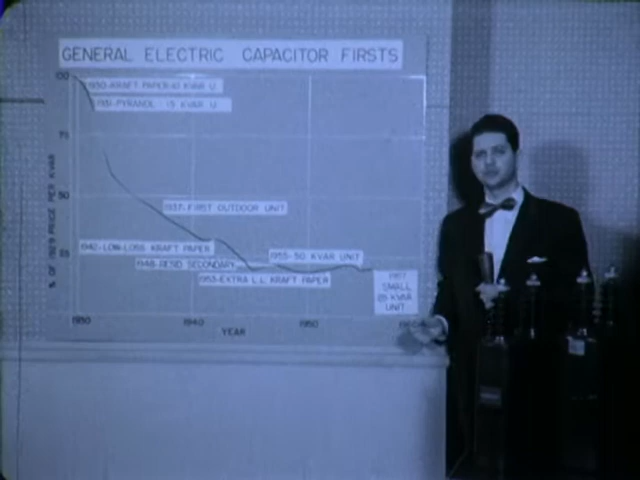 GENERAL ELECTRIC CAPACITOR FIRSTS
100
1930-KRAFT PAPER-10 KVAR U.
1931-PYRANOL 15 KVAR U.
75
50
1937-FIRST OUTDOOR UNIT
1942-LOW-LOSS KRAFT PAPER
25
1955-50 KVAR UNIT
1948-RESID SECONDARY
1953-EXTRA L.L. KRAFT PAPER
1957
SMALL
25 KVAR
UNIT
% OF 1929 PRICE PER KVAR
1930
1940
1950
YEAR